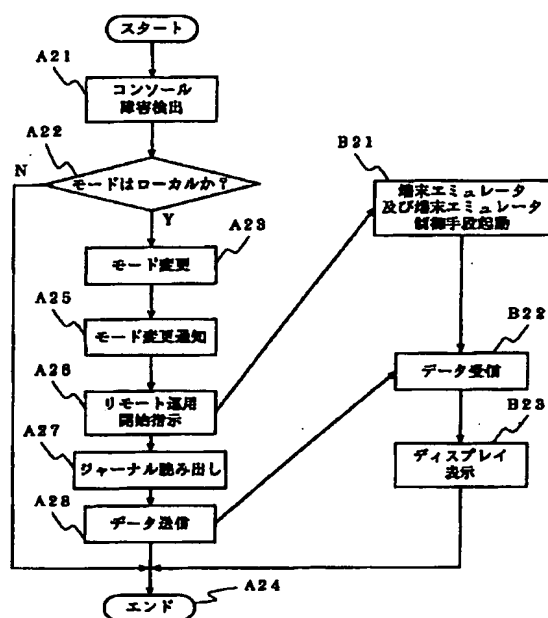 スタート
A21
コンソール
障害検出
A22
N
モードはローカルか?
Y
A23
モード変更
A25
モード変更通知
A26
リモート運用
開始指示
A27
ジャーナル読み出し
A28
データ送信
A24
エンド
B21
端末エミュレータ
及び端末エミュレータ
制御手段起動
B22
データ受信
B23
ディスプレイ
表示